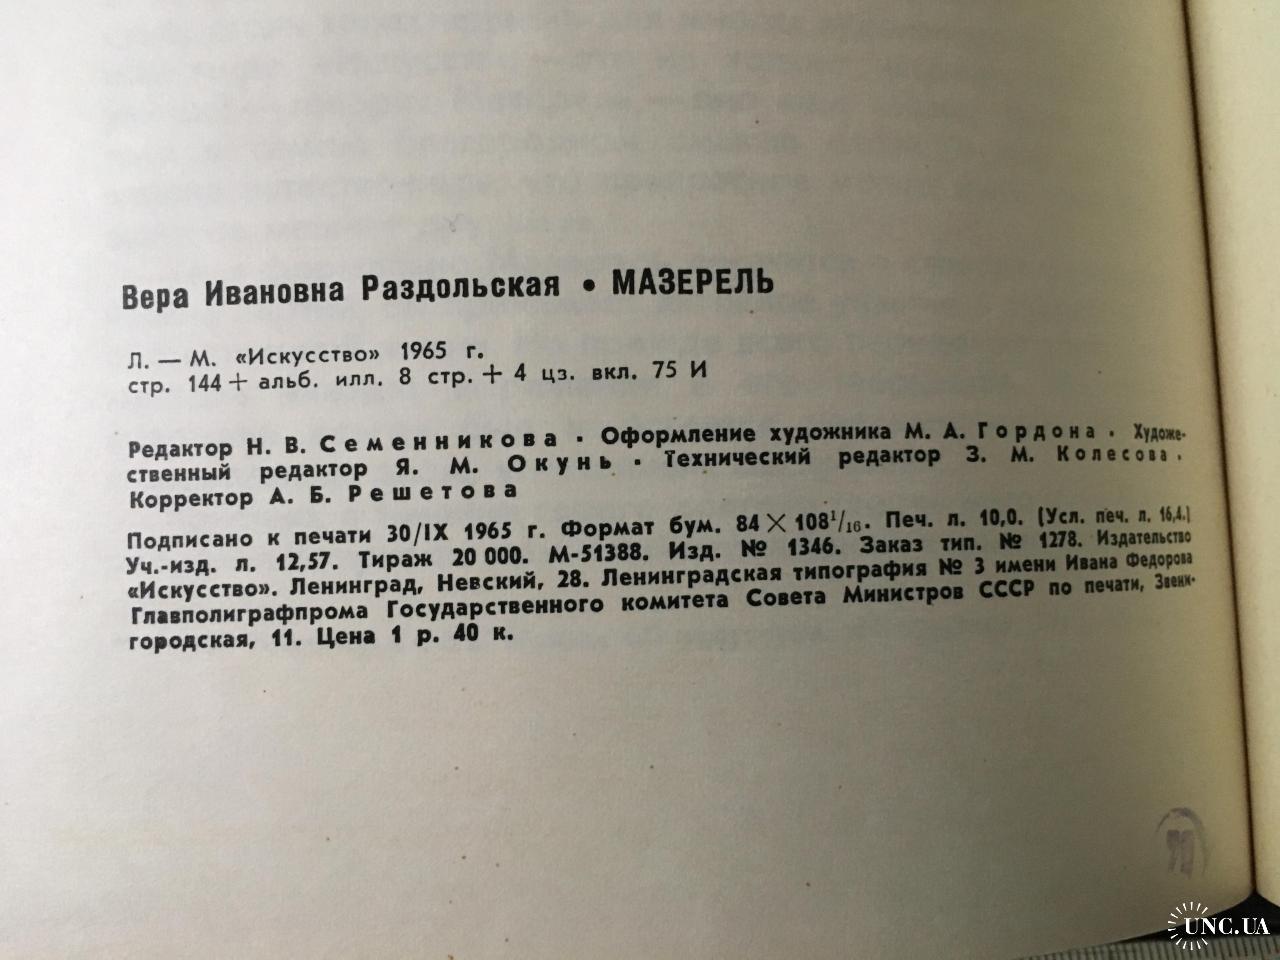 Вера Ивановна Раздольская • МАЗЕРЕЛЬ
Л. — М. «Искусство» 1965 г.
стр. 144 + альб. илл. 8 стр. + 4 цз. вкл. 75 И
Редактор Н. В. Семенникова · Оформление художника М. А. Гордона · Художе-
ственный редактор Я. М. Окунь · Технический редактор З. М. Колесова ·
Корректор А. Б. Решетова
Подписано к печати 30/IX 1965 г. Формат бум. 84 × 108¹/₁₆. Печ. л. 10,0. (Усл. печ. л. 16,4.)
Уч.-изд. л. 12,57. Тираж 20 000. М-51388. Изд. № 1346. Заказ тип. № 1278. Издательство
«Искусство». Ленинград, Невский, 28. Ленинградская типография № 3 имени Ивана Федорова
Главполиграфпрома Государственного комитета Совета Министров СССР по печати, Звени-
городская, 11. Цена 1 р. 40 к.
UNC.UA